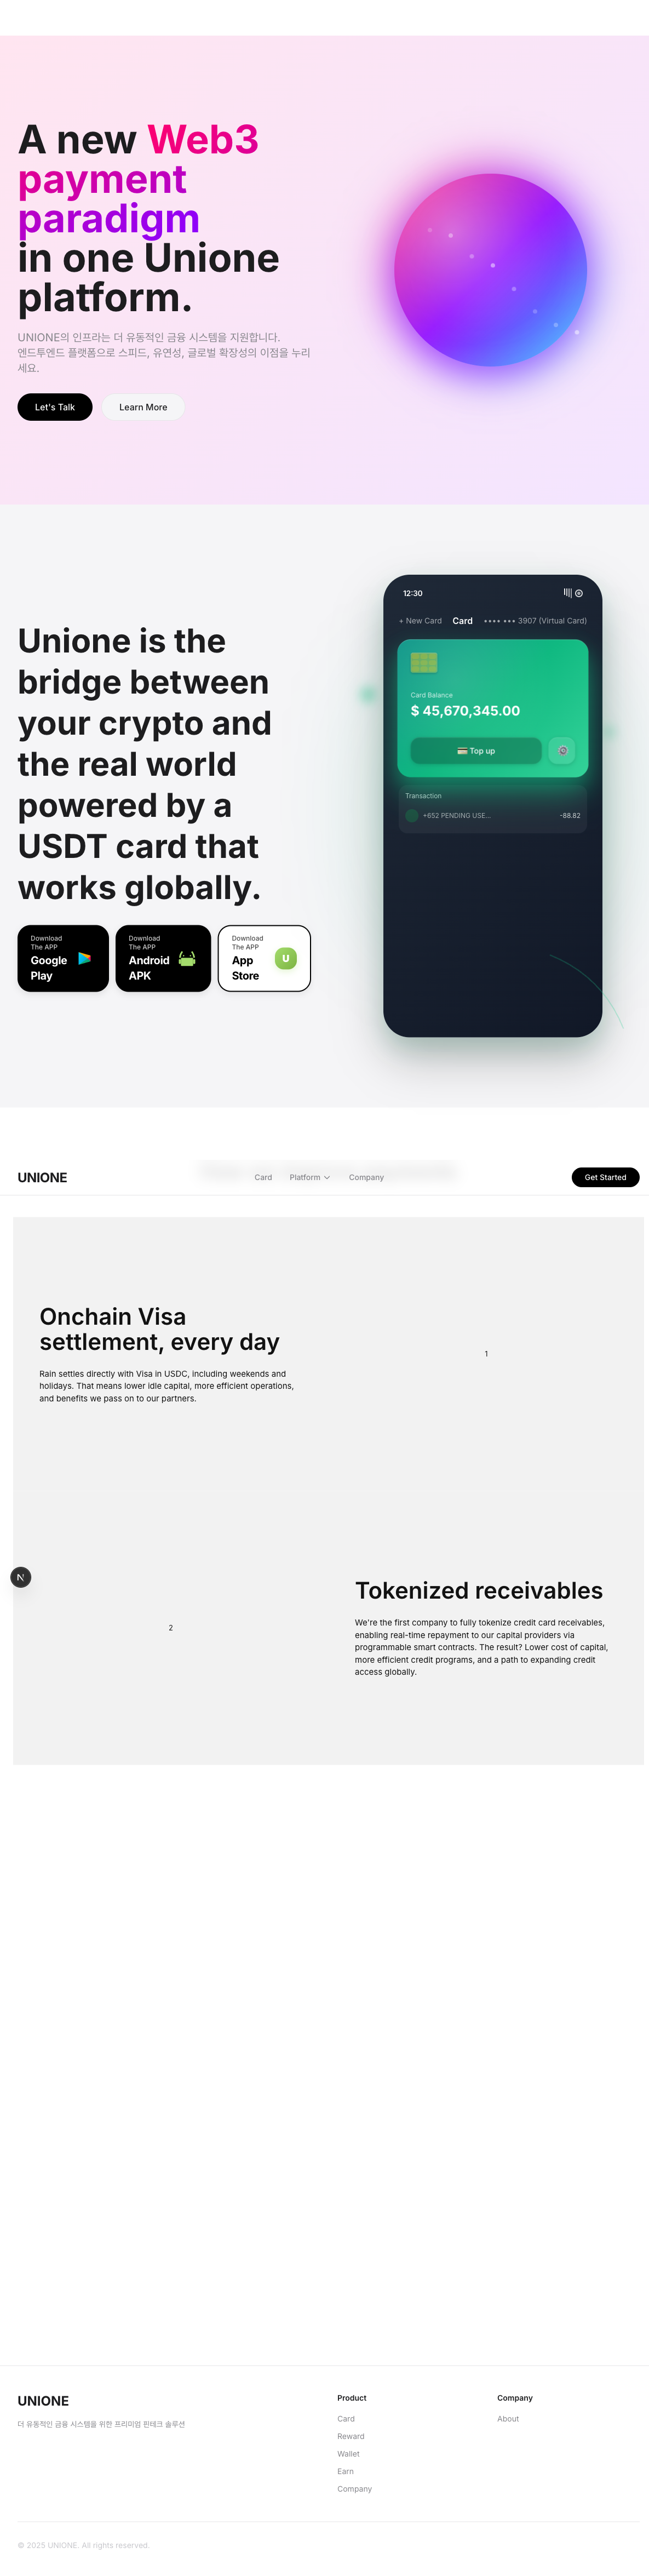 A new Web3
payment
paradigm
in one Unione
platform.
UNIONE의 인프라는 더 유동적인 금융 시스템을 지원합니다.
엔드투엔드 플랫폼으로 스피드, 유연성, 글로벌 확장성의 이점을 누리
세요.
Let's Talk
Learn More
Unione is the
bridge between
your crypto and
the real world
powered by a
USDT card that
works globally.
Download
The APP
Google
Play
Download
The APP
Android
APK
Download
The APP
App
Store
U
12:30
+ New Card
Card
•••• ••• 3907 (Virtual Card)
Card Balance
$ 45,670,345.00
Top up
Transaction
+652 PENDING USE...
-88.82
UNIONE
Card
Platform
Company
Get Started
Onchain Visa
settlement, every day
Rain settles directly with Visa in USDC, including weekends and
holidays. That means lower idle capital, more efficient operations,
and benefits we pass on to our partners.
1
N
2
Tokenized receivables
We're the first company to fully tokenize credit card receivables,
enabling real-time repayment to our capital providers via
programmable smart contracts. The result? Lower cost of capital,
more efficient credit programs, and a path to expanding credit
access globally.
UNIONE
더 유동적인 금융 시스템을 위한 프리미엄 핀테크 솔루션
Product
Card
Reward
Wallet
Earn
Company
Company
About
© 2025 UNIONE. All rights reserved.